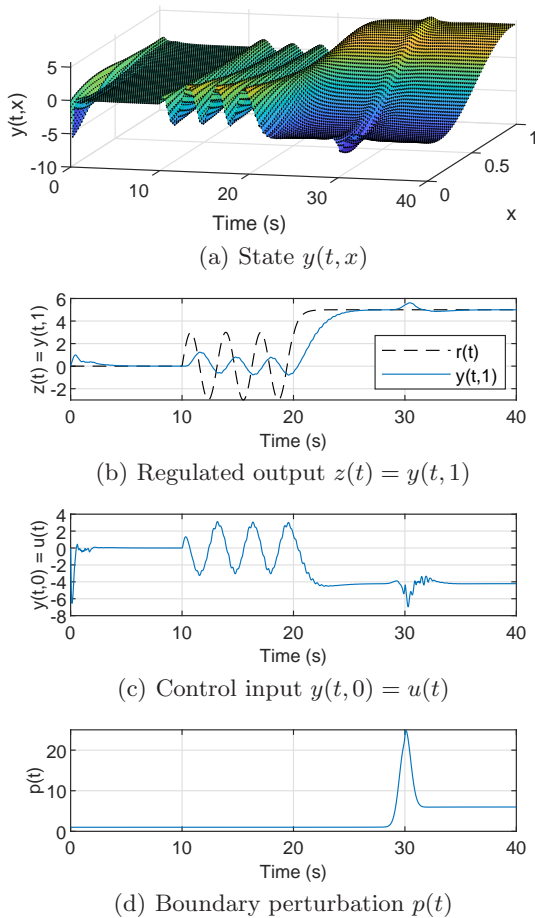 5
0
-5
-10
y(t,x)
0
10
20
30
40
Time (s)
0
0.5
1
x
(a) State y(t, x)
6
4
2
0
-2
z(t) = y(t,1)
r(t)
y(t,1)
0
10
20
30
40
Time (s)
(b) Regulated output z(t) = y(t, 1)
4
2
0
-2
-4
-6
-8
y(t,0) = u(t)
0
10
20
30
40
Time (s)
(c) Control input y(t, 0) = u(t)
20
10
0
p(t)
0
10
20
30
40
Time (s)
(d) Boundary perturbation p(t)